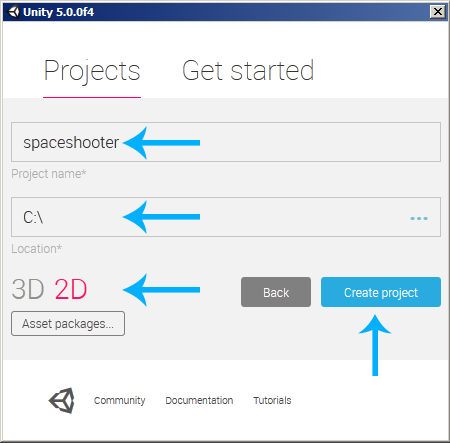 Unity 5.0.0f4
Projects Get started
spaceshooter
Project name*
C:\
Location*
3D 2D Back Create project
Asset packages...
Community Documentation Tutorials